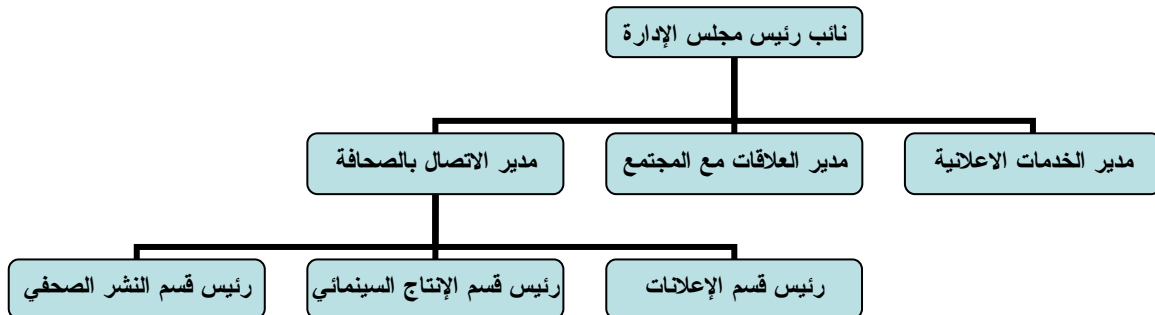 نائب رئيس مجلس الإدارة
مدير الخدمات الاعلانية
مدير العلاقات مع المجتمع
مدير الاتصال بالصحافة
رئيس قسم الإعلانات
رئيس قسم الإنتاج السينمائي
رئيس قسم النشر الصحفي